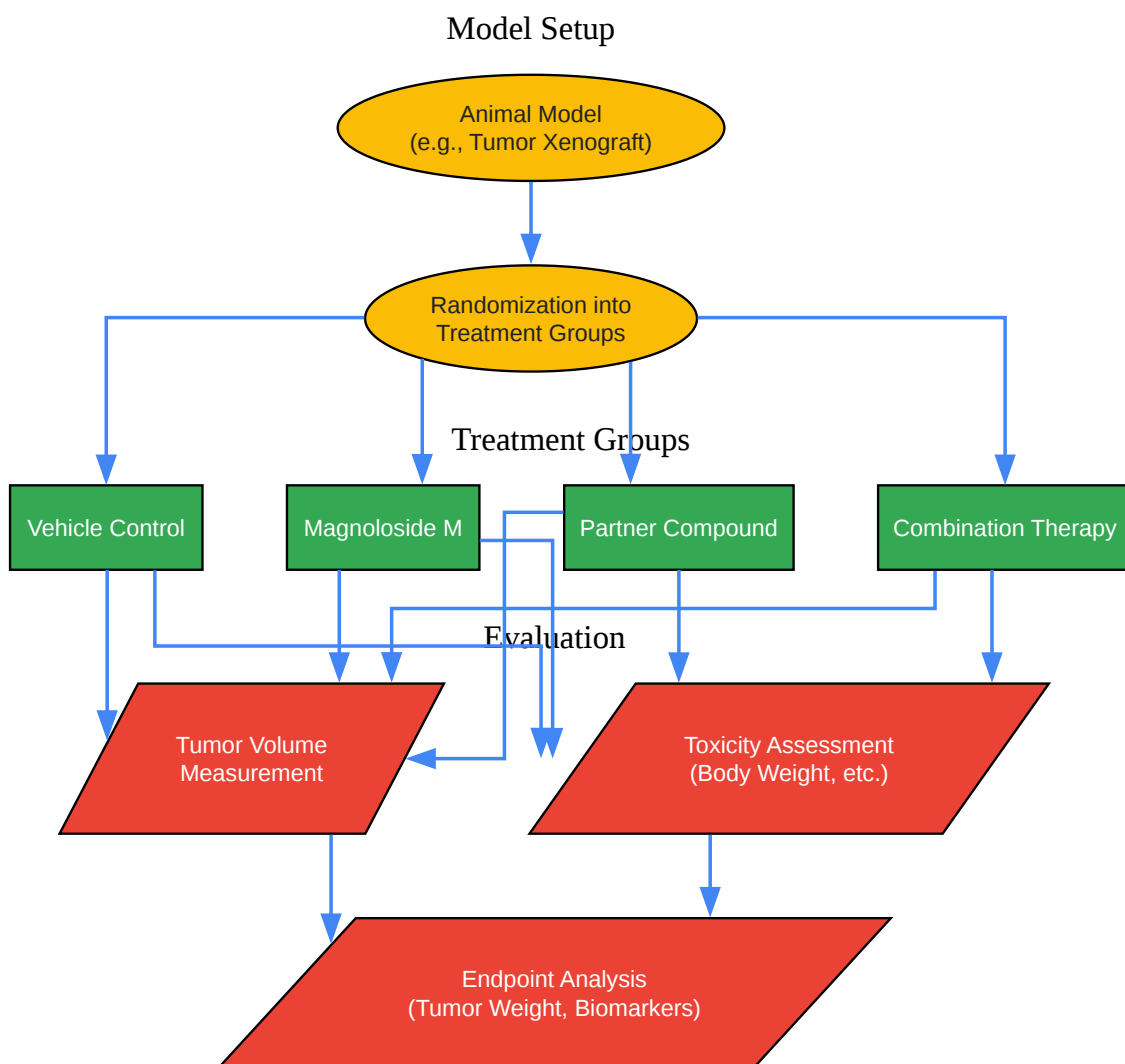 Model Setup
Animal Model
(e.g., Tumor Xenograft)
Randomization into
Treatment Groups
Treatment Groups
Vehicle Control
Magnoloside M
Partner Compound
Combination Therapy
Evaluation
Tumor Volume
Measurement
Toxicity Assessment
(Body Weight, etc.)
Endpoint Analysis
(Tumor Weight, Biomarkers)